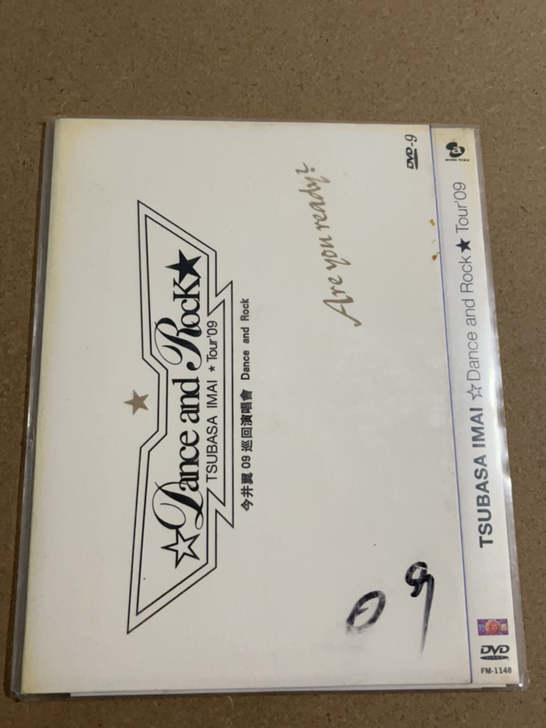 ☆Dance and Rock★
TSUBASA IMAI ★Tour'09
今井翼 09 巡回演唱會 Dance and Rock
Are you ready?
DVD-9
09
TSUBASA IMAI ☆Dance and Rock★Tour'09
DVD
FM-1148